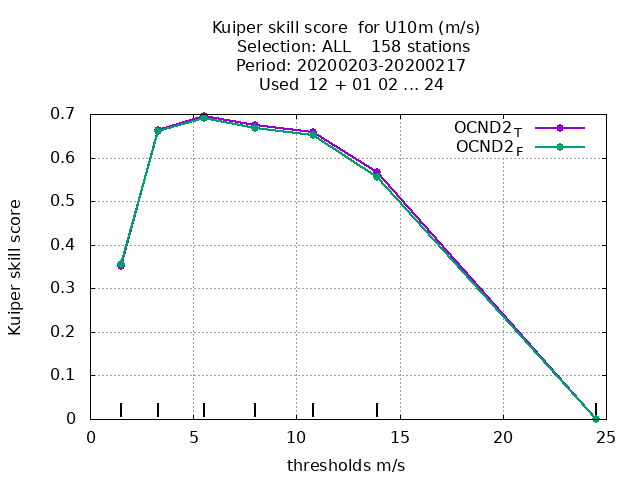 Kuiper skill score  for U10m (m/s)
Selection: ALL    158 stations
Period: 20200203-20200217
Used  12 + 01 02 ... 24
OCND2T
OCND2F
Kuiper skill score
0.7
0.6
0.5
0.4
0.3
0.2
0.1
0
0 5 10 15 20 25
thresholds m/s